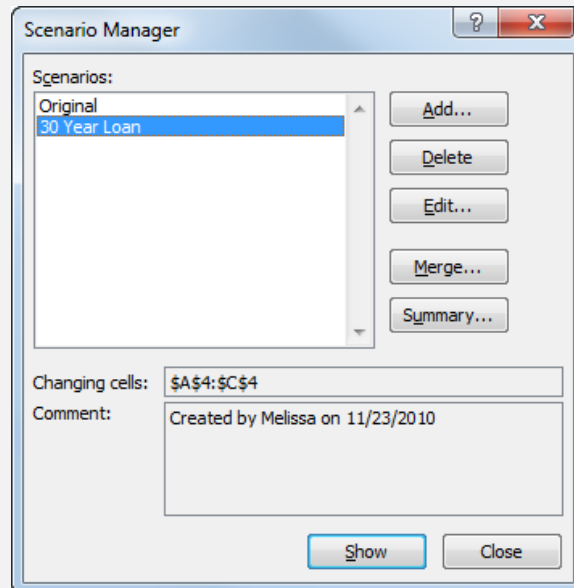 Scenario Manager
?
X
Scenarios:
Original
30 Year Loan
Add...
Delete
Edit...
Merge...
Summary...
Changing cells: $A$4:$C$4
Comment: Created by Melissa on 11/23/2010
Show
Close